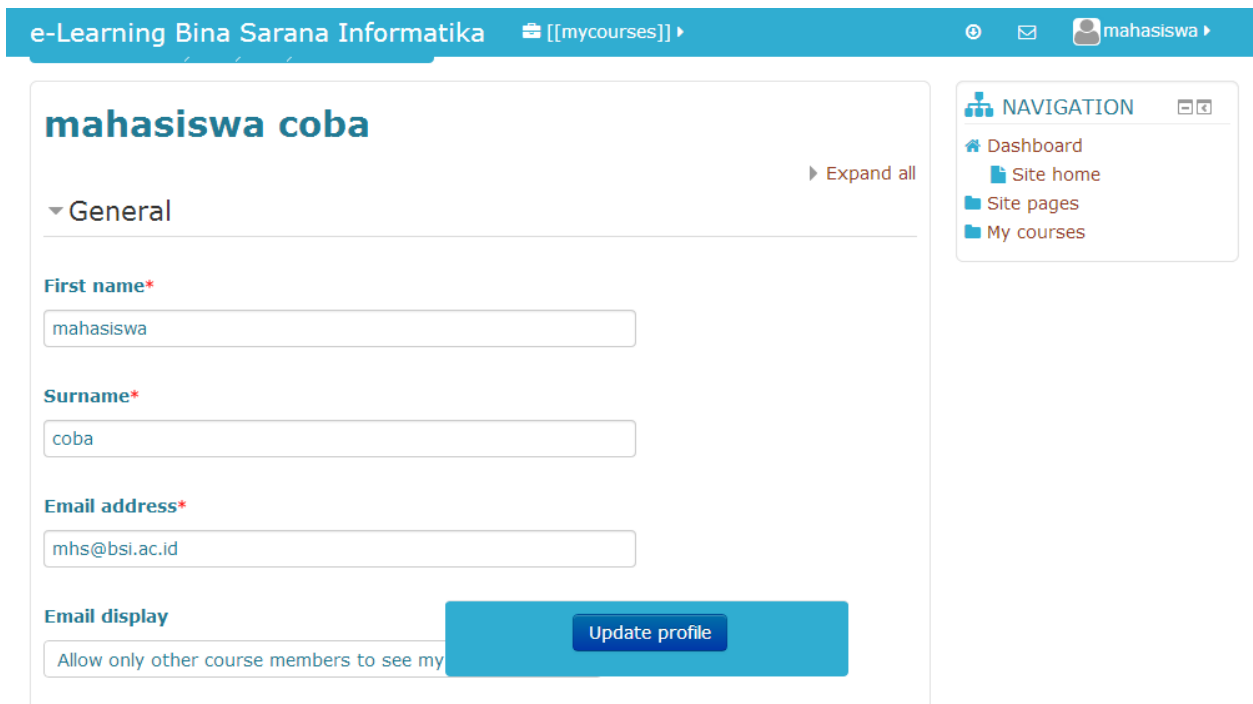 e-Learning Bina Sarana Informatika [[mycourses]] mahasiswa
mahasiswa coba
Expand all
General
First name*
mahasiswa
Surname*
coba
Email address*
mhs@bsi.ac.id
Email display
Allow only other course members to see my
Update profile
NAVIGATION
Dashboard
Site home
Site pages
My courses